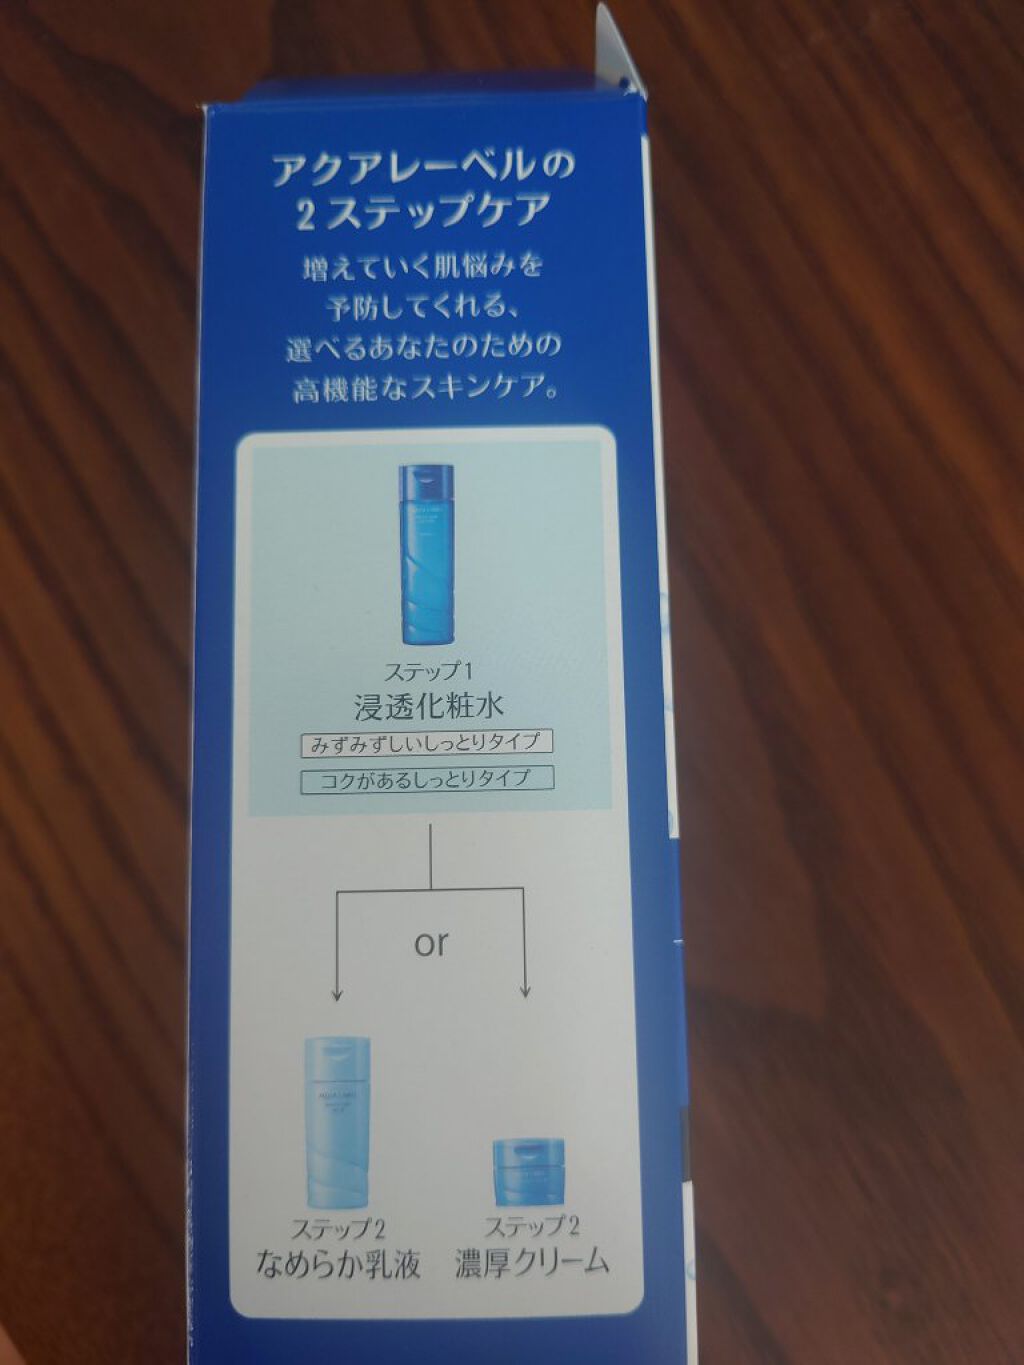 アクアレーベルの
2ステップケア
増えていく肌悩みを
予防してくれる、
選べるあなたのための
高機能なスキンケア。
ステップ1
浸透化粧水
みずみずしいしっとりタイプ
コクがあるしっとりタイプ
or
ステップ2
なめらか乳液
ステップ2
濃厚クリーム